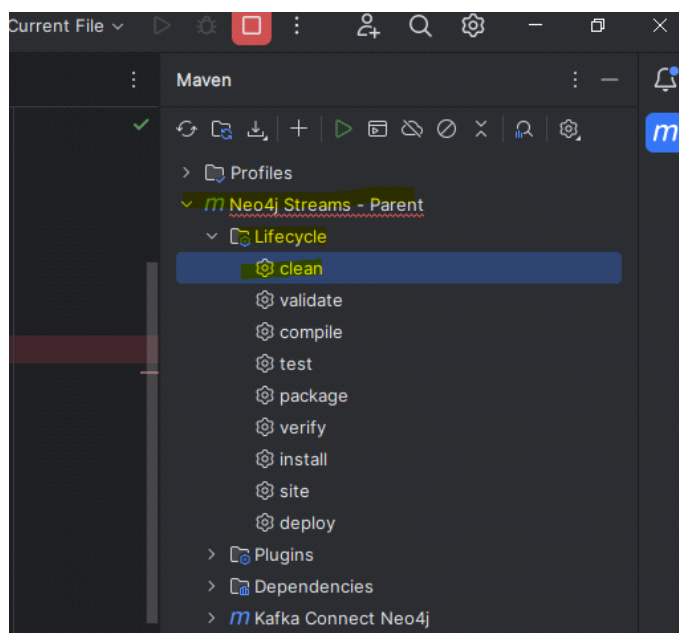 Current File
Maven
m
Profiles
m Neo4j Streams - Parent
Lifecycle
clean
validate
compile
test
package
verify
install
site
deploy
Plugins
Dependencies
m Kafka Connect Neo4j